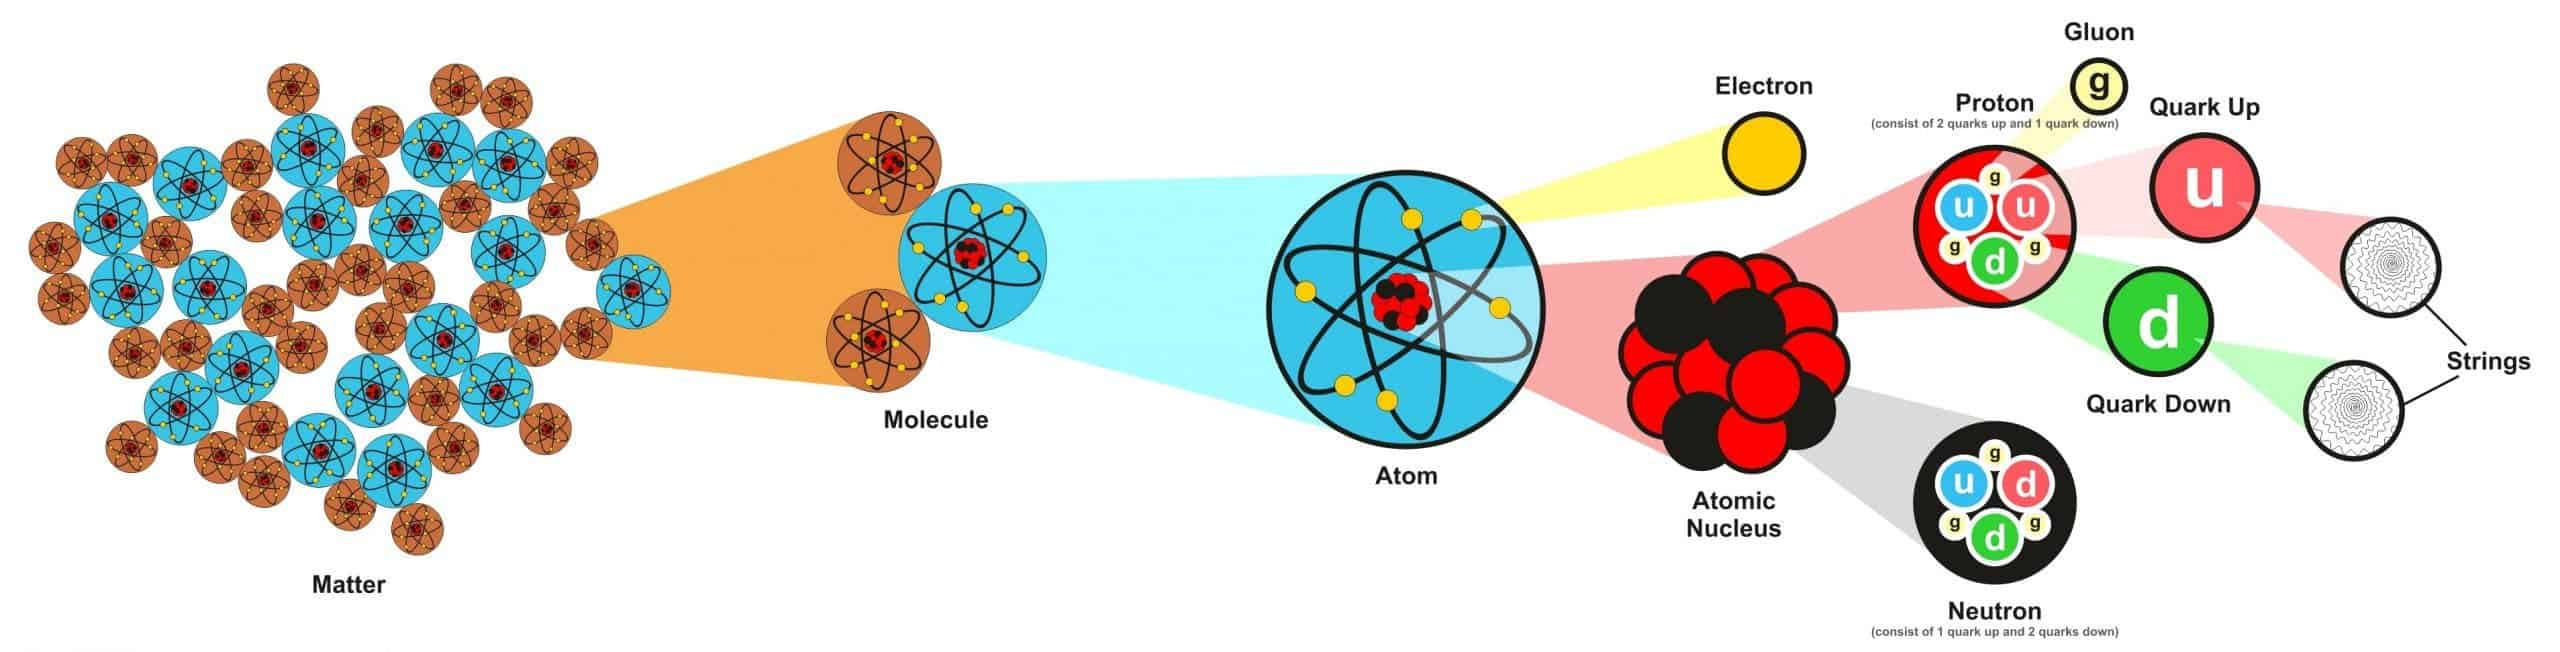 Matter
Molecule
Atom
Electron
Atomic
Nucleus
Proton
(consist of 2 quarks up and 1 quark down)
g
u u
g g
d
Gluon
g
Quark Up
u
Quark Down
d
Strings
g
u d
g g
d
Neutron
(consist of 1 quark up and 2 quarks down)